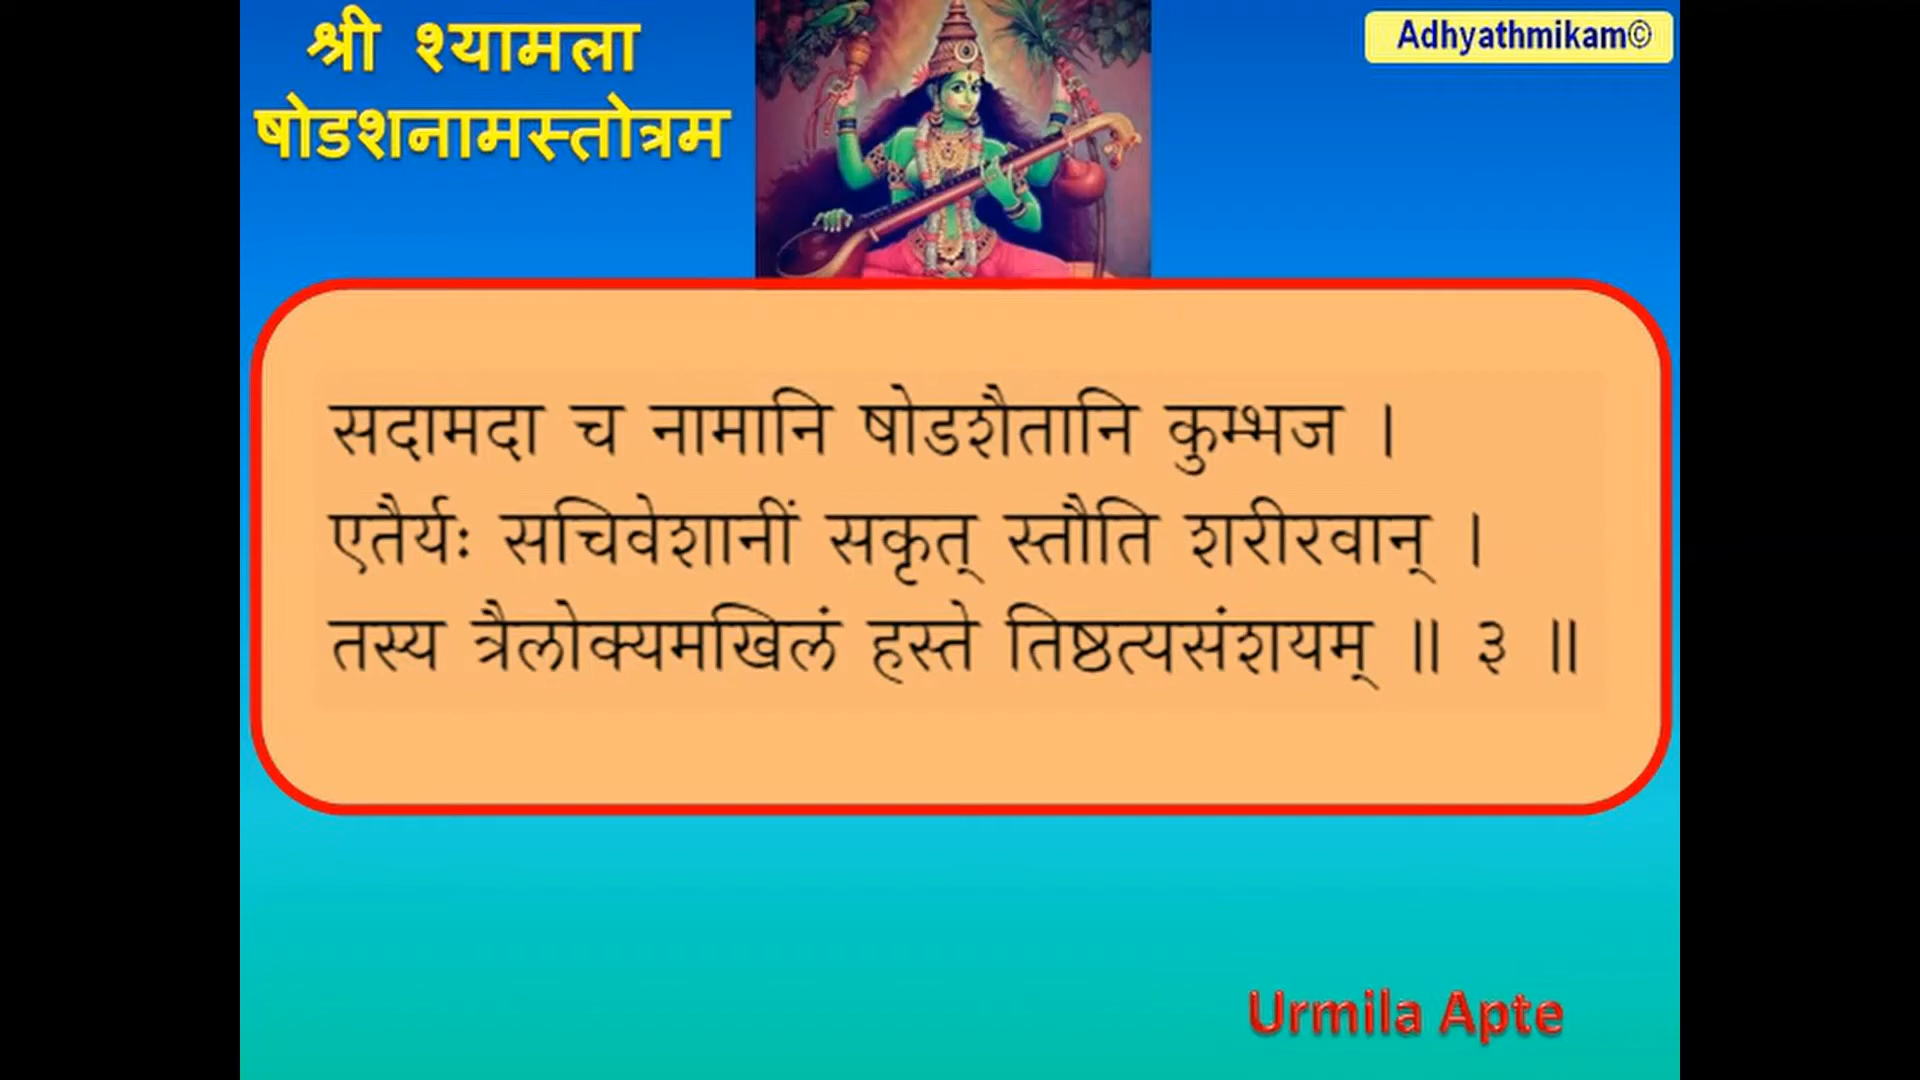 श्री श्यामला
षोडशनामस्तोत्रम
Adhyathmikam©
सदामदा च नामानि षोडशैतानि कुम्भज ।
एतैर्यः सचिवेशानीं सकृत् स्तौति शरीरवान् ।
तस्य त्रैलोक्यमखिलं हस्ते तिष्ठत्यसंशयम् ॥ ३ ॥
Urmila Apte